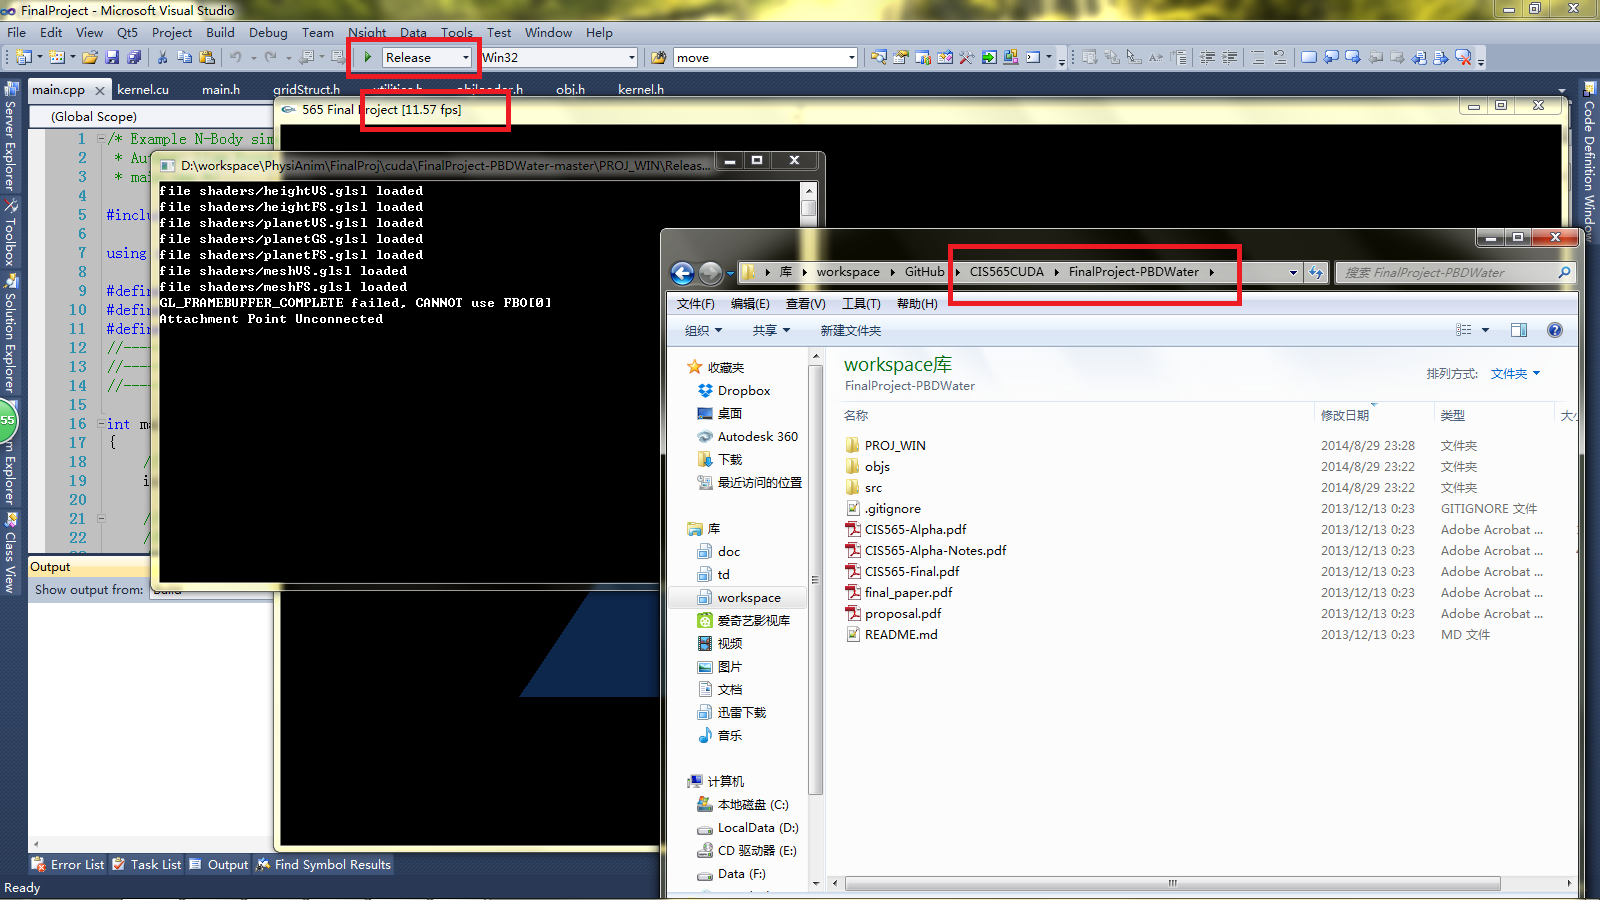 FinalProject - Microsoft Visual Studio
File Edit View Qt5 Project Build Debug Team Nsight Data Tools Test Window Help
Release Win32 move
main.cpp kernel.cu main.h gridStruct.h utilities.h objloader.h obj.h kernel.h
(Global Scope)
565 Final Project [11.57 fps]
1 /* Example N-Body sim
2 * Au
3 * ma
4
5 #inclu
6
7 using
8
9 #defin
10 #defin
11 #defin
12 //----
13 //----
14 //----
15
16 int ma
17 {
18 /
19 i
20
21 /
22 /
Server Explorer
Toolbox
Solution Explorer
55
m Explorer
Class View
Code Definition Window
D:\workspace\PhysiAnim\FinalProj\cuda\FinalProject-PBDWater-master\PROJ_WIN\Releas...
file shaders/heightVS.glsl loaded
file shaders/heightFS.glsl loaded
file shaders/planetVS.glsl loaded
file shaders/planetGS.glsl loaded
file shaders/planetFS.glsl loaded
file shaders/meshVS.glsl loaded
file shaders/meshFS.glsl loaded
GL_FRAMEBUFFER_COMPLETE failed, CANNOT use FBO[0]
Attachment Point Unconnected
库 workspace GitHub CIS565CUDA FinalProject-PBDWater
搜索 FinalProject-PBDWater
文件(F) 编辑(E) 查看(V) 工具(T) 帮助(H)
组织 共享 新建文件夹
收藏夹
Dropbox
桌面
Autodesk 360
下载
最近访问的位置
库
doc
td
workspace
爱奇艺影视库
视频
图片
文档
迅雷下载
音乐
计算机
本地磁盘 (C:)
LocalData (D:)
CD 驱动器 (E:)
Data (F:)
workspace库
FinalProject-PBDWater
排列方式: 文件夹
名称 修改日期 类型 大小
PROJ_WIN 2014/8/29 23:28 文件夹
objs 2014/8/29 23:22 文件夹
src 2014/8/29 23:22 文件夹
.gitignore 2013/12/13 0:23 GITIGNORE 文件
CIS565-Alpha.pdf 2013/12/13 0:23 Adobe Acrobat ...
CIS565-Alpha-Notes.pdf 2013/12/13 0:23 Adobe Acrobat ...
CIS565-Final.pdf 2013/12/13 0:23 Adobe Acrobat ...
final_paper.pdf 2013/12/13 0:23 Adobe Acrobat ...
proposal.pdf 2013/12/13 0:23 Adobe Acrobat ...
README.md 2013/12/13 0:23 MD 文件
Output
Show output from: Build
Error List Task List Output Find Symbol Results
Ready